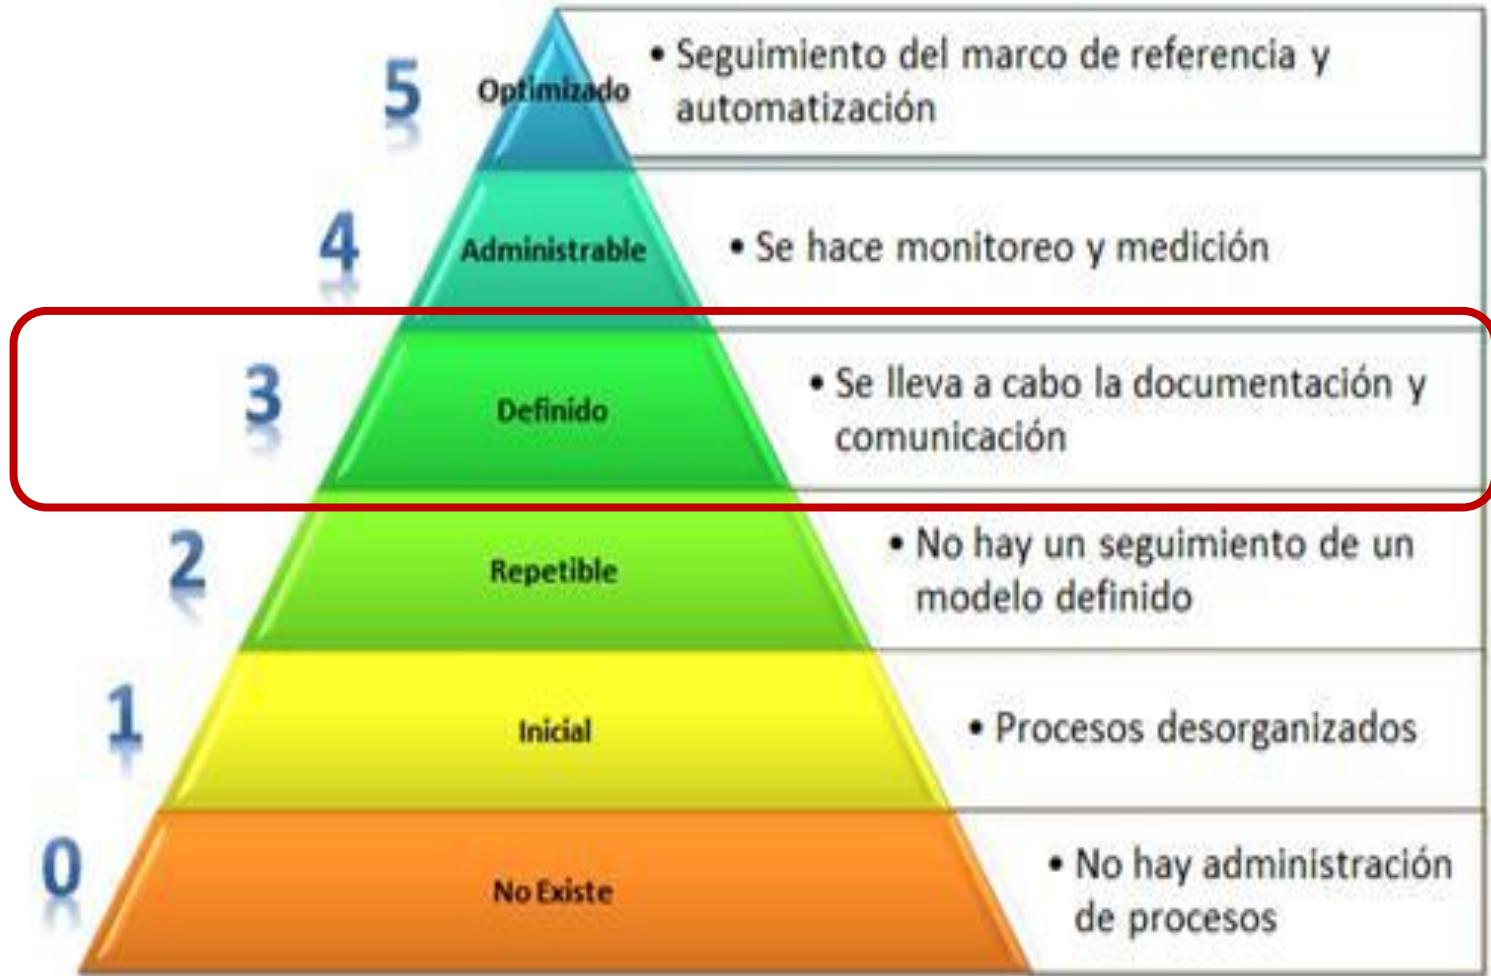 5
Optimizado
• Seguimiento del marco de referencia y
automatización
4
Administrable
• Se hace monitoreo y medición
3
Definido
• Se lleva a cabo la documentación y
comunicación
2
Repetible
• No hay un seguimiento de un
modelo definido
1
Inicial
• Procesos desorganizados
0
No Existe
• No hay administración
de procesos